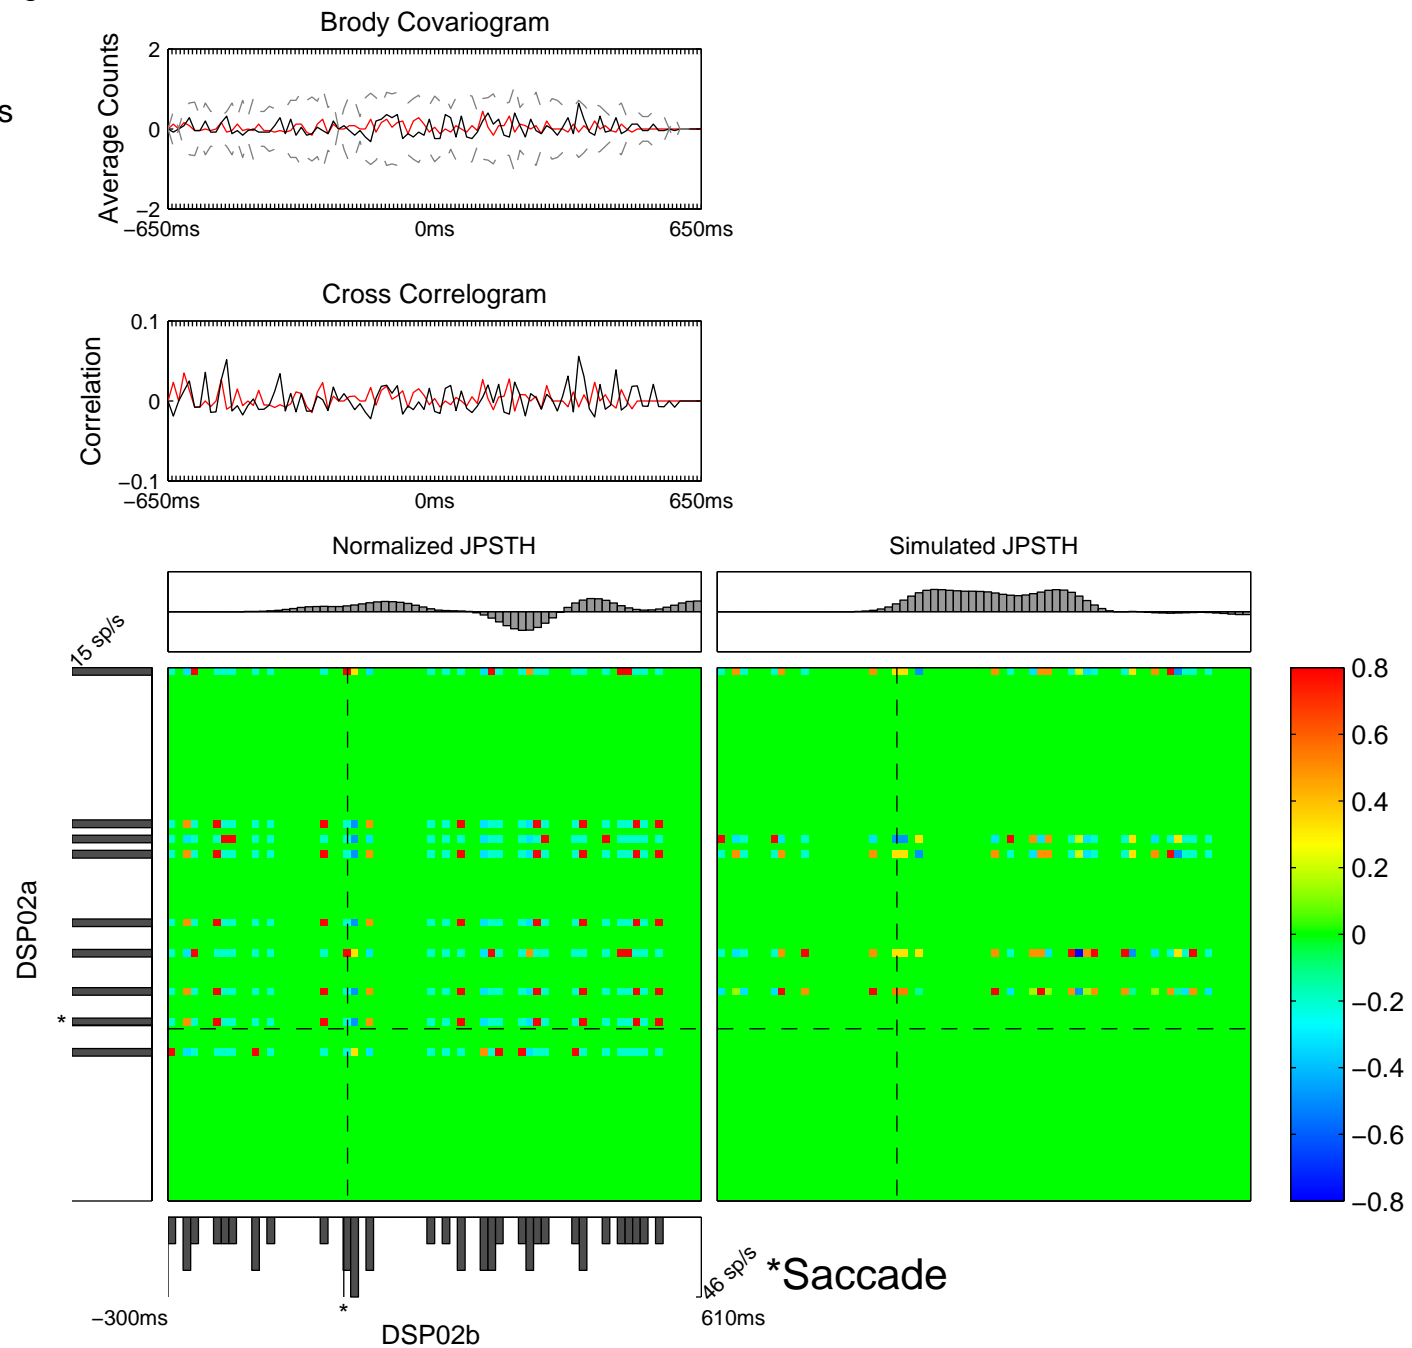 Brody Covariogram
Average Counts
2
0
−2
−650ms
0ms
650ms
s
Cross Correlogram
Correlation
0.1
0
−0.1
−650ms
0ms
650ms
Normalized JPSTH
Simulated JPSTH
15 sp/s
DSP02a
*
0.8
0.6
0.4
0.2
0
−0.2
−0.4
−0.6
−0.8
46 sp/s
*Saccade
*
−300ms
610ms
DSP02b